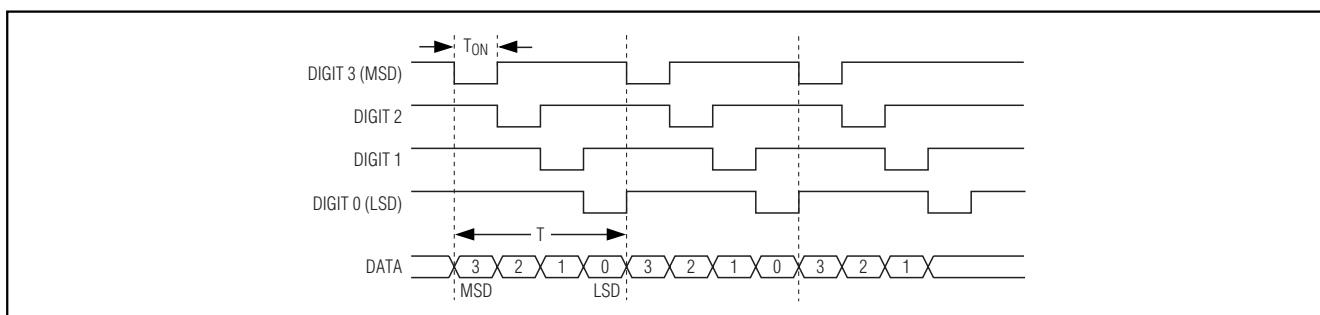 T_ON
DIGIT 3 (MSD)
DIGIT 2
DIGIT 1
DIGIT 0 (LSD)
T
DATA 3 2 1 0 3 2 1 0 3 2 1
MSD LSD